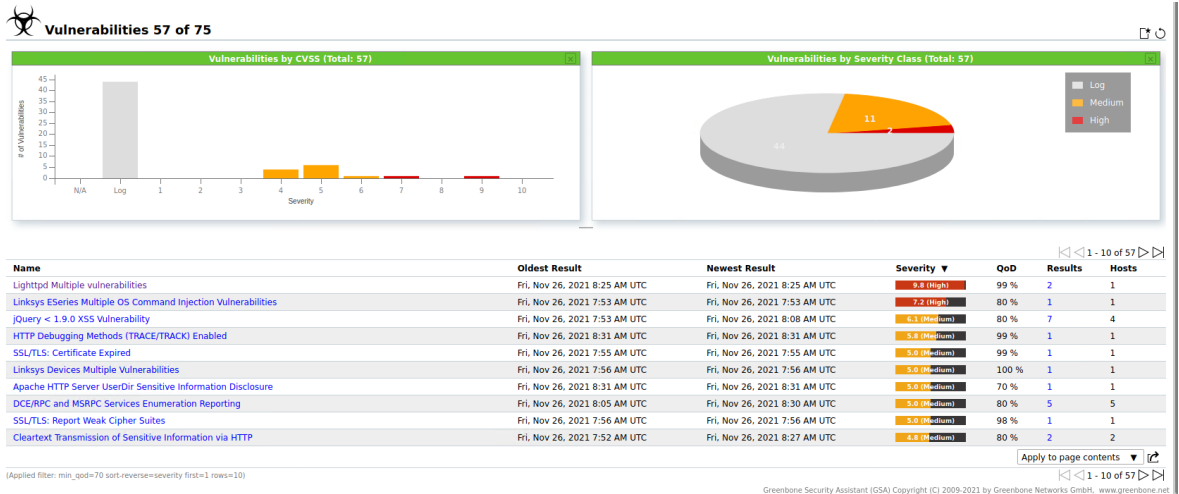 Vulnerabilities 57 of 75
Vulnerabilities by CVSS (Total: 57)
# of Vulnerabilities
45
40
35
30
25
20
15
10
5
0
N/A Log 1 2 3 4 5 6 7 8 9 10
Severity
Vulnerabilities by Severity Class (Total: 57)
11
2
44
Log
Medium
High
1 - 10 of 57
Name Oldest Result Newest Result Severity ▼ QoD Results Hosts
Lighttpd Multiple vulnerabilities Fri, Nov 26, 2021 8:25 AM UTC Fri, Nov 26, 2021 8:25 AM UTC 9.8 (High) 99 % 2 1
Linksys ESeries Multiple OS Command Injection Vulnerabilities Fri, Nov 26, 2021 7:53 AM UTC Fri, Nov 26, 2021 7:53 AM UTC 7.2 (High) 80 % 1 1
jQuery < 1.9.0 XSS Vulnerability Fri, Nov 26, 2021 7:53 AM UTC Fri, Nov 26, 2021 8:08 AM UTC 6.1 (Medium) 80 % 7 4
HTTP Debugging Methods (TRACE/TRACK) Enabled Fri, Nov 26, 2021 8:31 AM UTC Fri, Nov 26, 2021 8:31 AM UTC 5.8 (Medium) 99 % 1 1
SSL/TLS: Certificate Expired Fri, Nov 26, 2021 7:55 AM UTC Fri, Nov 26, 2021 7:55 AM UTC 5.0 (Medium) 99 % 1 1
Linksys Devices Multiple Vulnerabilities Fri, Nov 26, 2021 7:56 AM UTC Fri, Nov 26, 2021 7:56 AM UTC 5.0 (Medium) 100 % 1 1
Apache HTTP Server UserDir Sensitive Information Disclosure Fri, Nov 26, 2021 8:31 AM UTC Fri, Nov 26, 2021 8:31 AM UTC 5.0 (Medium) 70 % 1 1
DCE/RPC and MSRPC Services Enumeration Reporting Fri, Nov 26, 2021 8:05 AM UTC Fri, Nov 26, 2021 8:30 AM UTC 5.0 (Medium) 80 % 5 5
SSL/TLS: Report Weak Cipher Suites Fri, Nov 26, 2021 7:56 AM UTC Fri, Nov 26, 2021 7:56 AM UTC 5.0 (Medium) 98 % 1 1
Cleartext Transmission of Sensitive Information via HTTP Fri, Nov 26, 2021 7:52 AM UTC Fri, Nov 26, 2021 8:27 AM UTC 4.8 (Medium) 80 % 2 2
Apply to page contents ▼
(Applied filter: min_qod=70 sort-reverse=severity first=1 rows=10)
1 - 10 of 57
Greenbone Security Assistant (GSA) Copyright (C) 2009-2021 by Greenbone Networks GmbH, www.greenbone.net